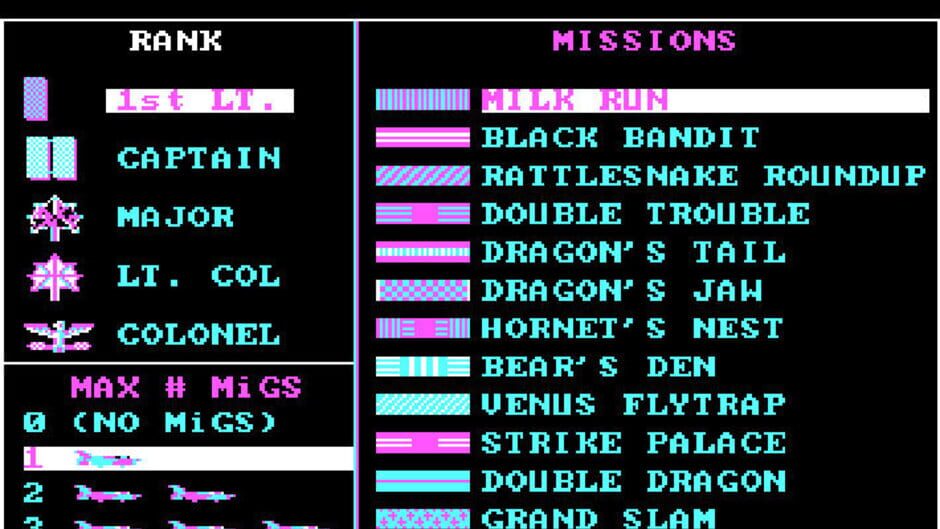 RANK
1st LT.
CAPTAIN
MAJOR
LT. COL
COLONEL
MAX # MiGS
0 (NO MiGS)
1
2
3
MISSIONS
MILK RUN
BLACK BANDIT
RATTLESNAKE ROUNDUP
DOUBLE TROUBLE
DRAGON'S TAIL
DRAGON'S JAW
HORNET'S NEST
BEAR'S DEN
VENUS FLYTRAP
STRIKE PALACE
DOUBLE DRAGON
GRAND SLAM